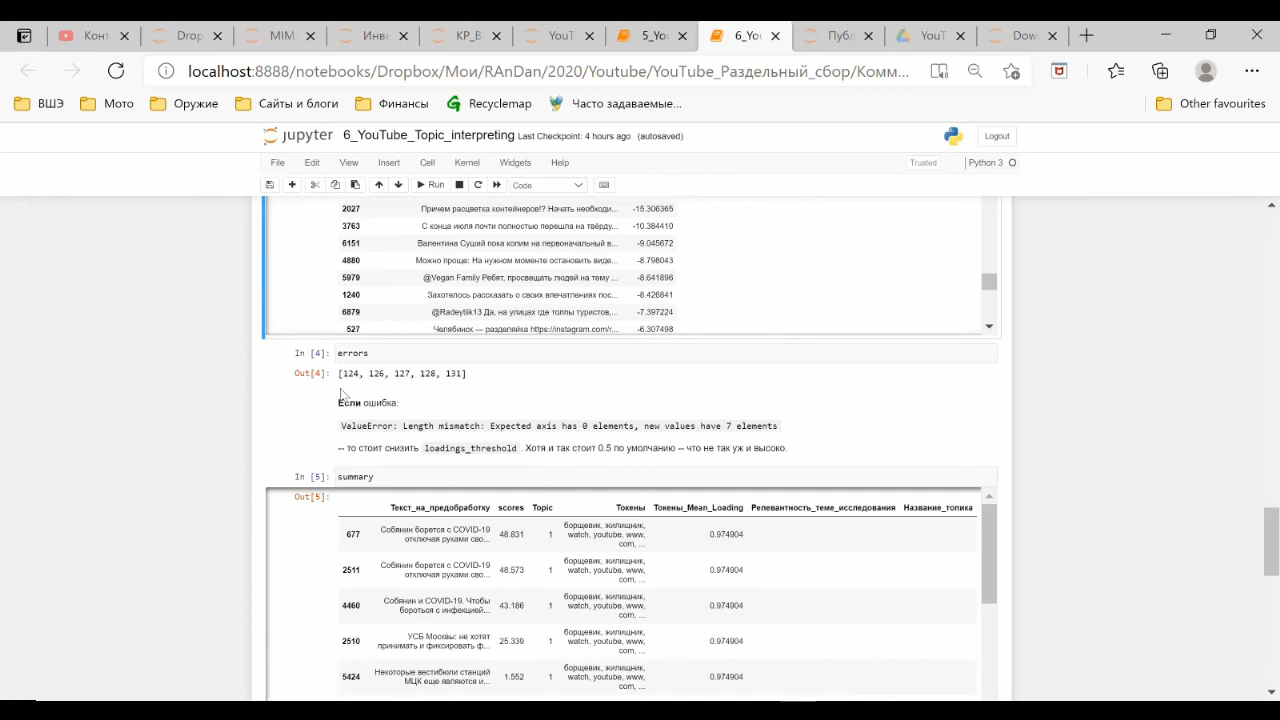 Конт
Drop
MIM
Инве
KP_B
YouT
5_You
6_You
Публ
YouT
Dow
localhost:8888/notebooks/Dropbox/Мои/RAnDan/2020/Youtube/YouTube_Раздельный_сбор/Комм...
ВШЭ
Мото
Оружие
Сайты и блоги
Финансы
Recyclemap
Часто задаваемые...
Other favourites
jupyter 6_YouTube_Topic_interpreting Last Checkpoint: 4 hours ago (autosaved)
Logout
File Edit View Insert Cell Kernel Widgets Help
Trusted
Python 3
Run
Code
2027 Причем расцветка контейнеров!? Начать необходи... -15.306365
3763 С конца июля почти полностью перешла на твёрду... -10.384410
6151 Валентина Суший пока копим на первоначальный в... -9.045672
4880 Можно проще: На нужном моменте остановить виде... -8.798043
5979 @Vegan Family Ребят, просвещать людей на тему ... -8.641896
1240 Захотелось рассказать о своих впечатлениях пос... -8.426841
6879 @Radeytiik13 Да, на улицах где толпы туристов,... -7.397224
527 Челябинск — разделяйка https://instagram.com/r... -6.307498
In [4]: errors
Out[4]: [124, 126, 127, 128, 131]
Если ошибка:
ValueError: Length mismatch: Expected axis has 0 elements, new values have 7 elements
-- то стоит снизить loadings_threshold. Хотя и так стоит 0.5 по умолчанию -- что не так уж и высоко.
In [5]: summary
Out[5]:
Текст_на_предобработку scores Topic Токены Токены_Mean_Loading Релевантность_теме_исследования Название_топика
677 Собянин борется с COVID-19 отключая руками сво... 48.831 1 борщевик, жилищник, watch, youtube, www, com, ... 0.974904
2511 Собянин борется с COVID-19 отключая руками сво... 48.573 1 борщевик, жилищник, watch, youtube, www, com, ... 0.974904
4460 Собянин и COVID-19. Чтобы бороться с инфекцией... 43.186 1 борщевик, жилищник, watch, youtube, www, com, ... 0.974904
2510 УСБ Москвы: не хотят принимать и фиксировать ф... 25.339 1 борщевик, жилищник, watch, youtube, www, com, ... 0.974904
5424 Некоторые вестибюли станций МЦК еще являются и... 1.552 1 борщевик, жилищник, watch, youtube, www, com, ... 0.974904